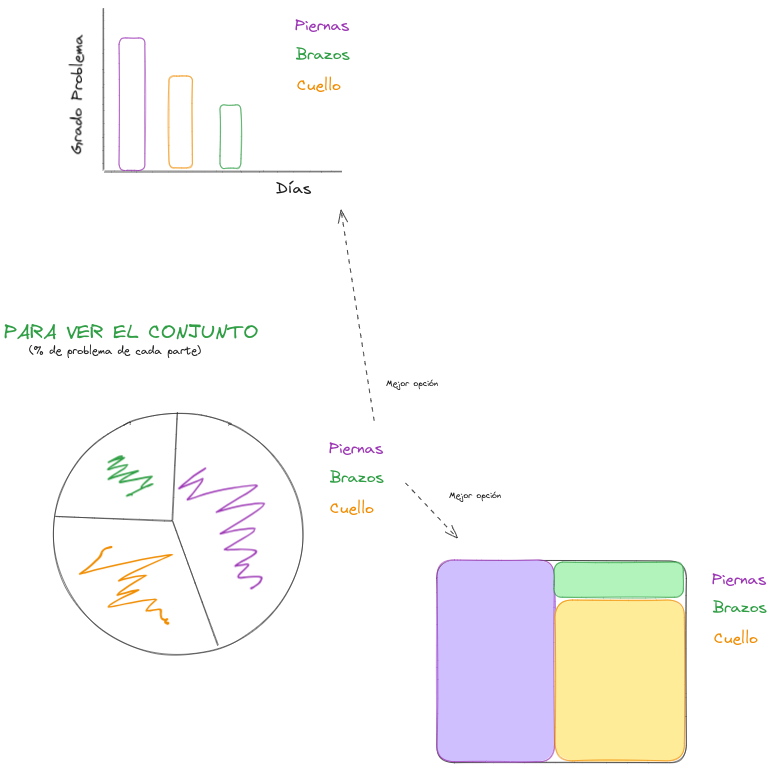 Grado Problema
Piernas
Brazos
Cuello
Días
PARA VER EL CONJUNTO
(% de problema de cada parte)
Mejor opción
Piernas
Brazos
Cuello
Mejor opción
Piernas
Brazos
Cuello